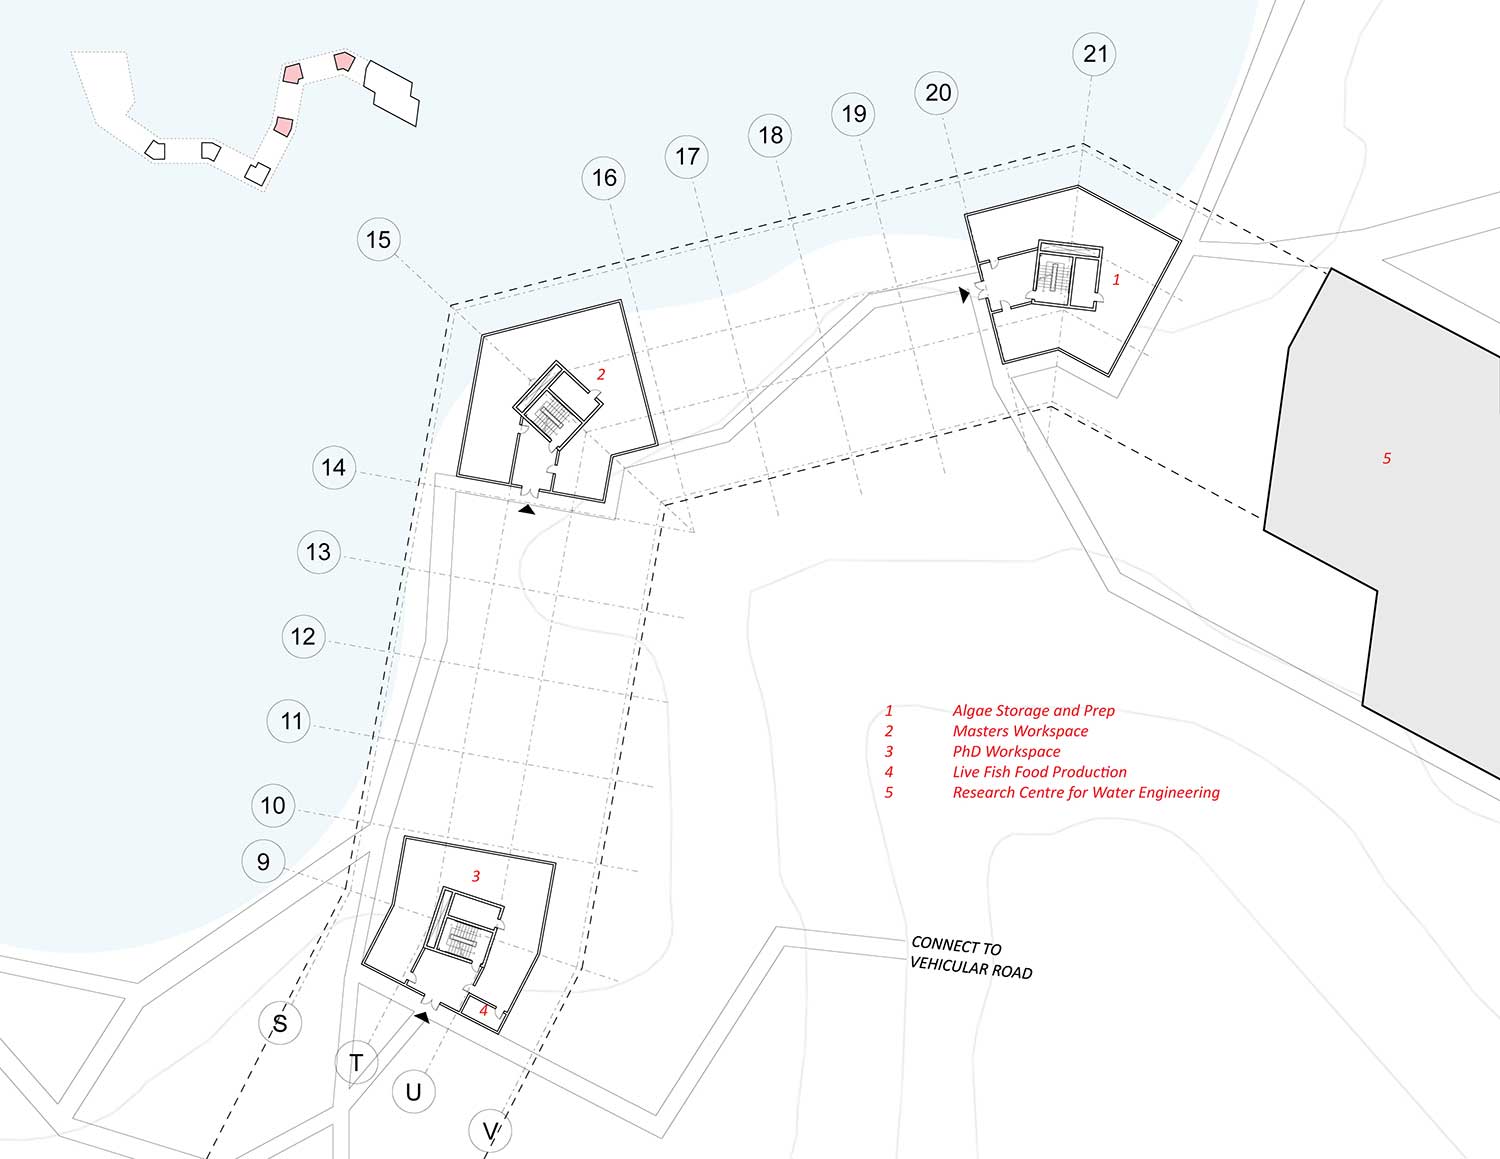 21
20
19
18
17
16
15
14
13
12
11
10
9
S
T
U
V
1
2
3
4
5
1 Algae Storage and Prep
2 Masters Workspace
3 PhD Workspace
4 Live Fish Food Production
5 Research Centre for Water Engineering
CONNECT TO
VEHICULAR ROAD